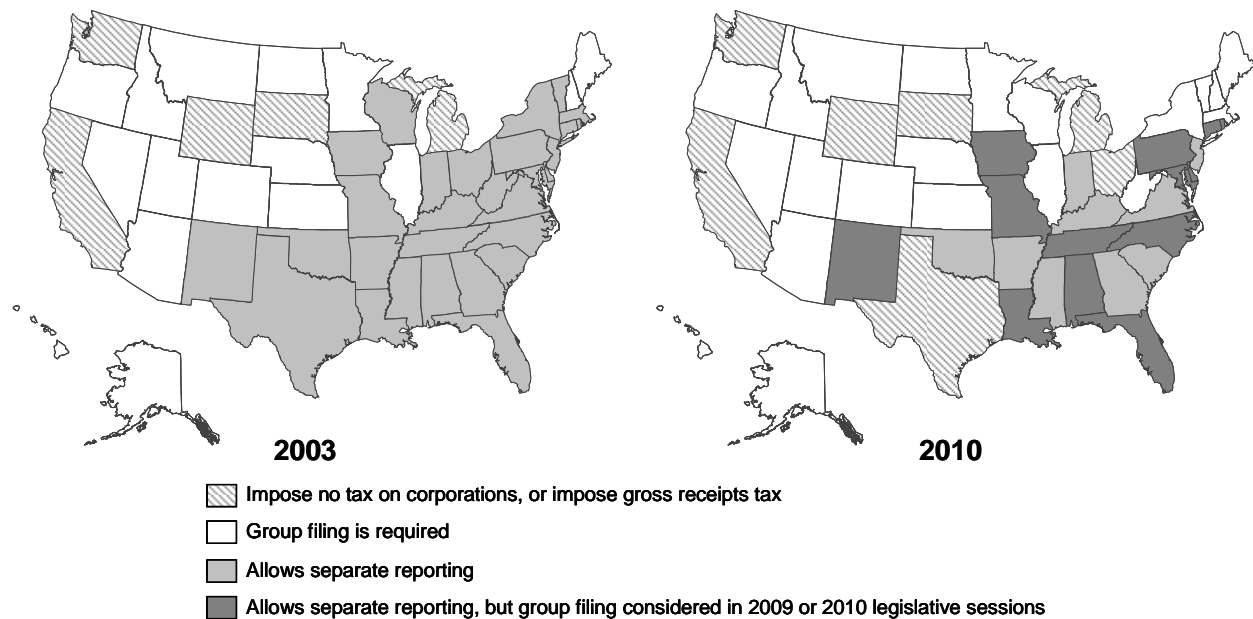 2003
2010
Impose no tax on corporations, or impose gross receipts tax
Group filing is required
Allows separate reporting
Allows separate reporting, but group filing considered in 2009 or 2010 legislative sessions